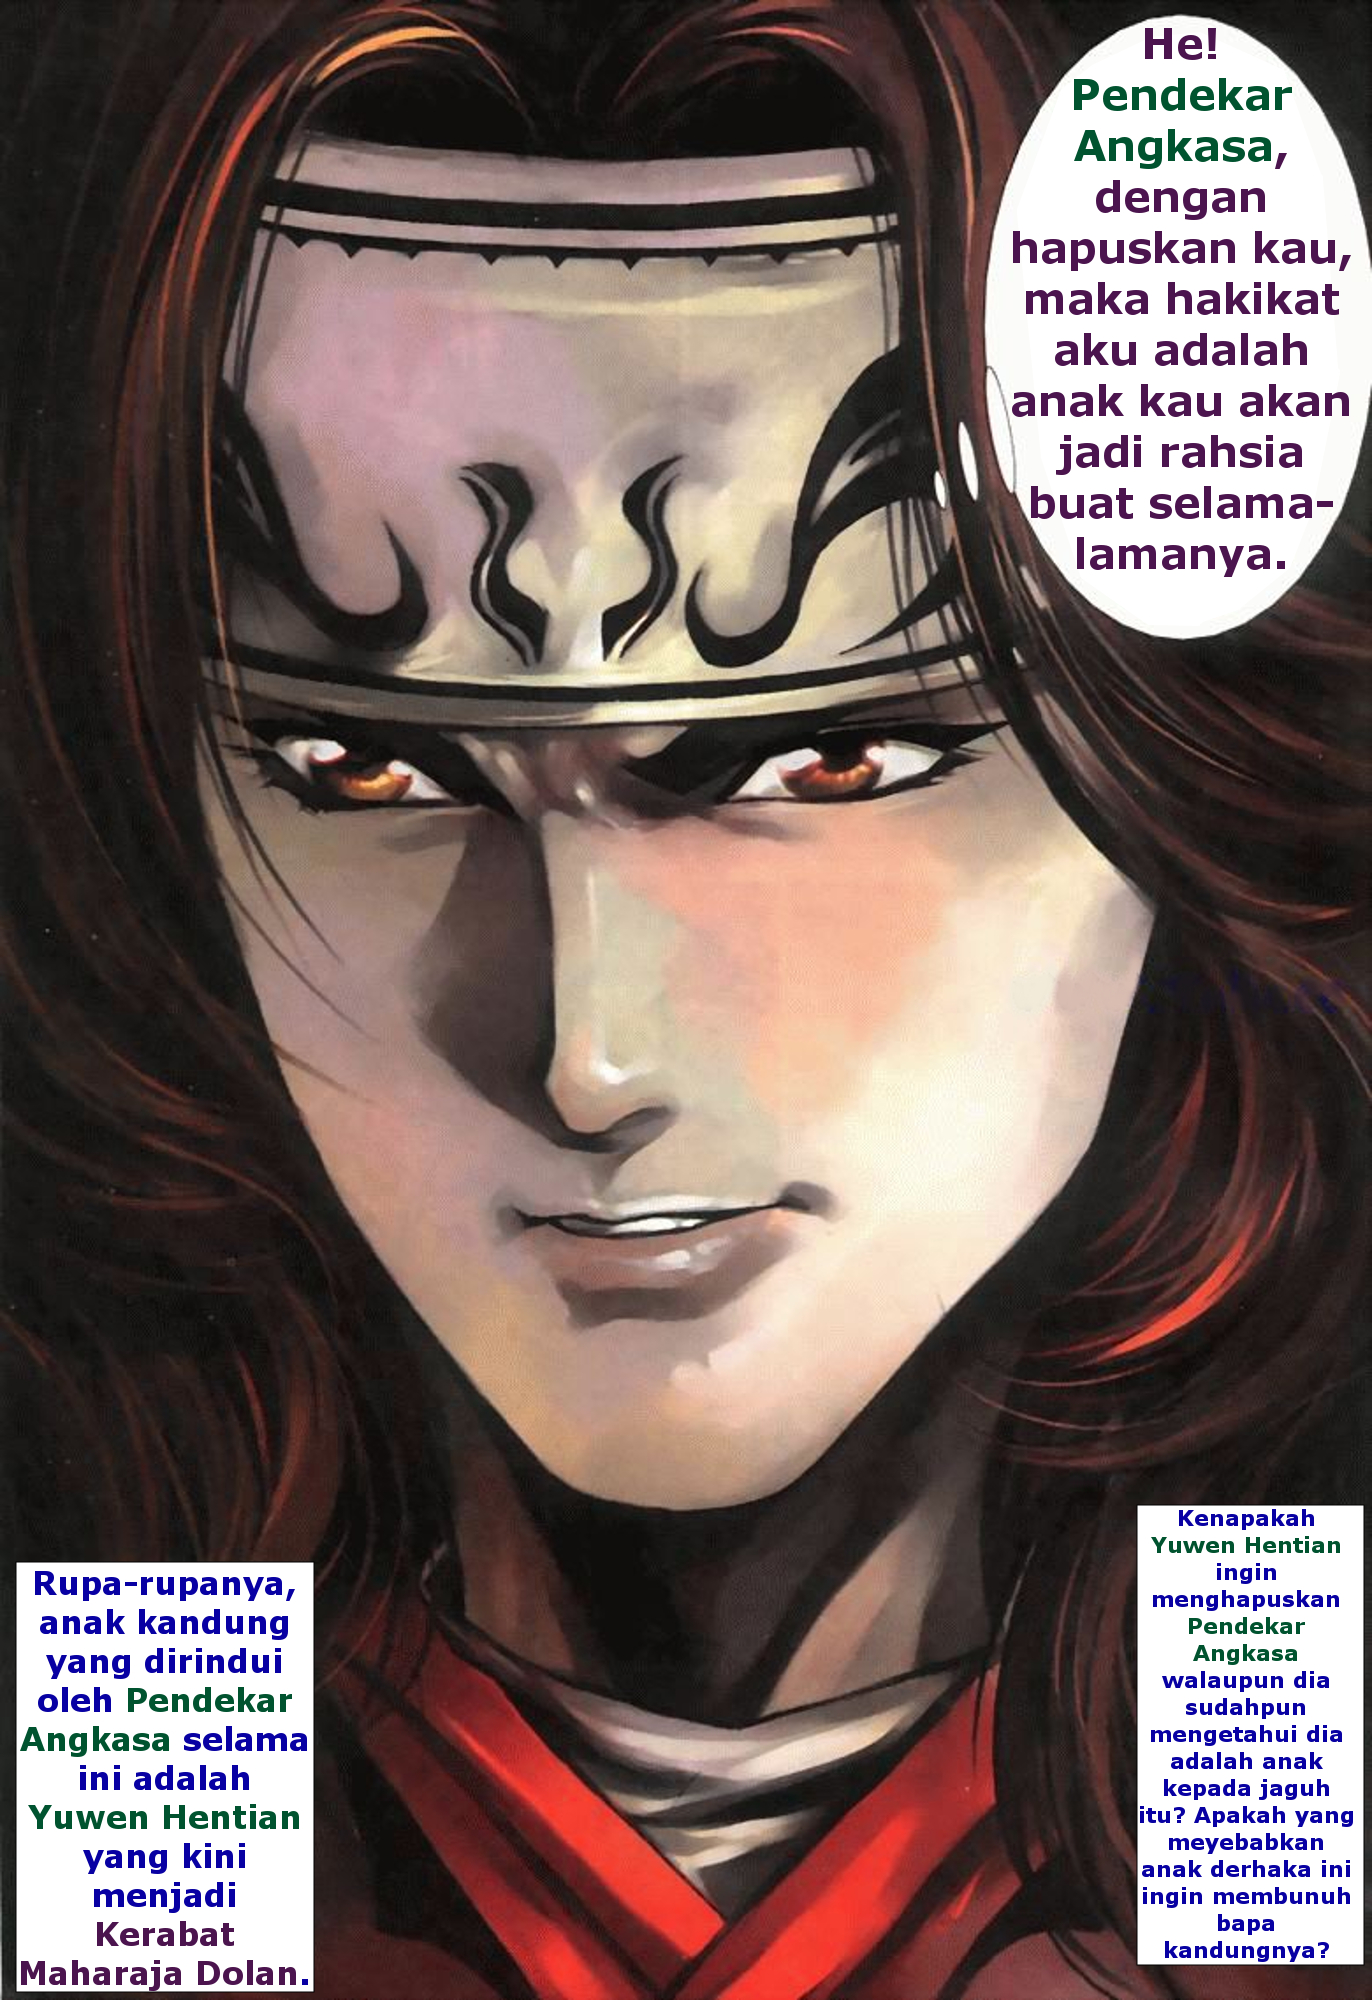 He!
Pendekar
Angkasa,
dengan
hapuskan kau,
maka hakikat
aku adalah
anak kau akan
jadi rahsia
buat selama-
lamanya.
Rupa-rupanya,
anak kandung
yang dirindui
oleh Pendekar
Angkasa selama
ini adalah
Yuwen Hentian
yang kini
menjadi
Kerabat
Maharaja Dolan.
Kenapakah
Yuwen Hentian
ingin
menghapuskan
Pendekar
Angkasa
walaupun dia
sudahpun
mengetahui dia
adalah anak
kepada jaguh
itu? Apakah yang
meyebabkan
anak derhaka ini
ingin membunuh
bapa
kandungnya?